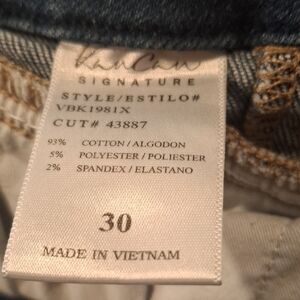 KanCan
SIGNATURE
STYLE/ESTILO#
VBK1981X
CUT# 43887
93% COTTON / ALGODON
5% POLYESTER / POLIESTER
2% SPANDEX / ELASTANO
30
MADE IN VIETNAM